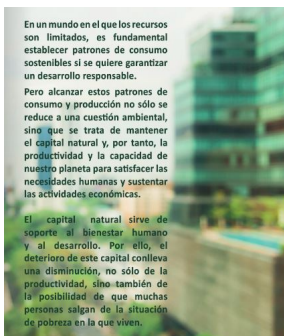 En un mundo en el que los recursos
son limitados, es fundamental
establecer patrones de consumo
sostenibles si se quiere garantizar
un desarrollo responsable.
Pero alcanzar estos patrones de
consumo y producción no sólo se
reduce a una cuestión ambiental,
sino que se trata de mantener
el capital natural y, por tanto, la
productividad y la capacidad de
nuestro planeta para satisfacer las
necesidades humanas y sustentar
las actividades económicas.
El capital natural sirve de
soporte al bienestar humano
y al desarrollo. Por ello, el
deterioro de este capital conlleva
una disminución, no sólo de la
productividad, sino también de
la posibilidad de que muchas
personas salgan de la situación
de pobreza en la que viven.